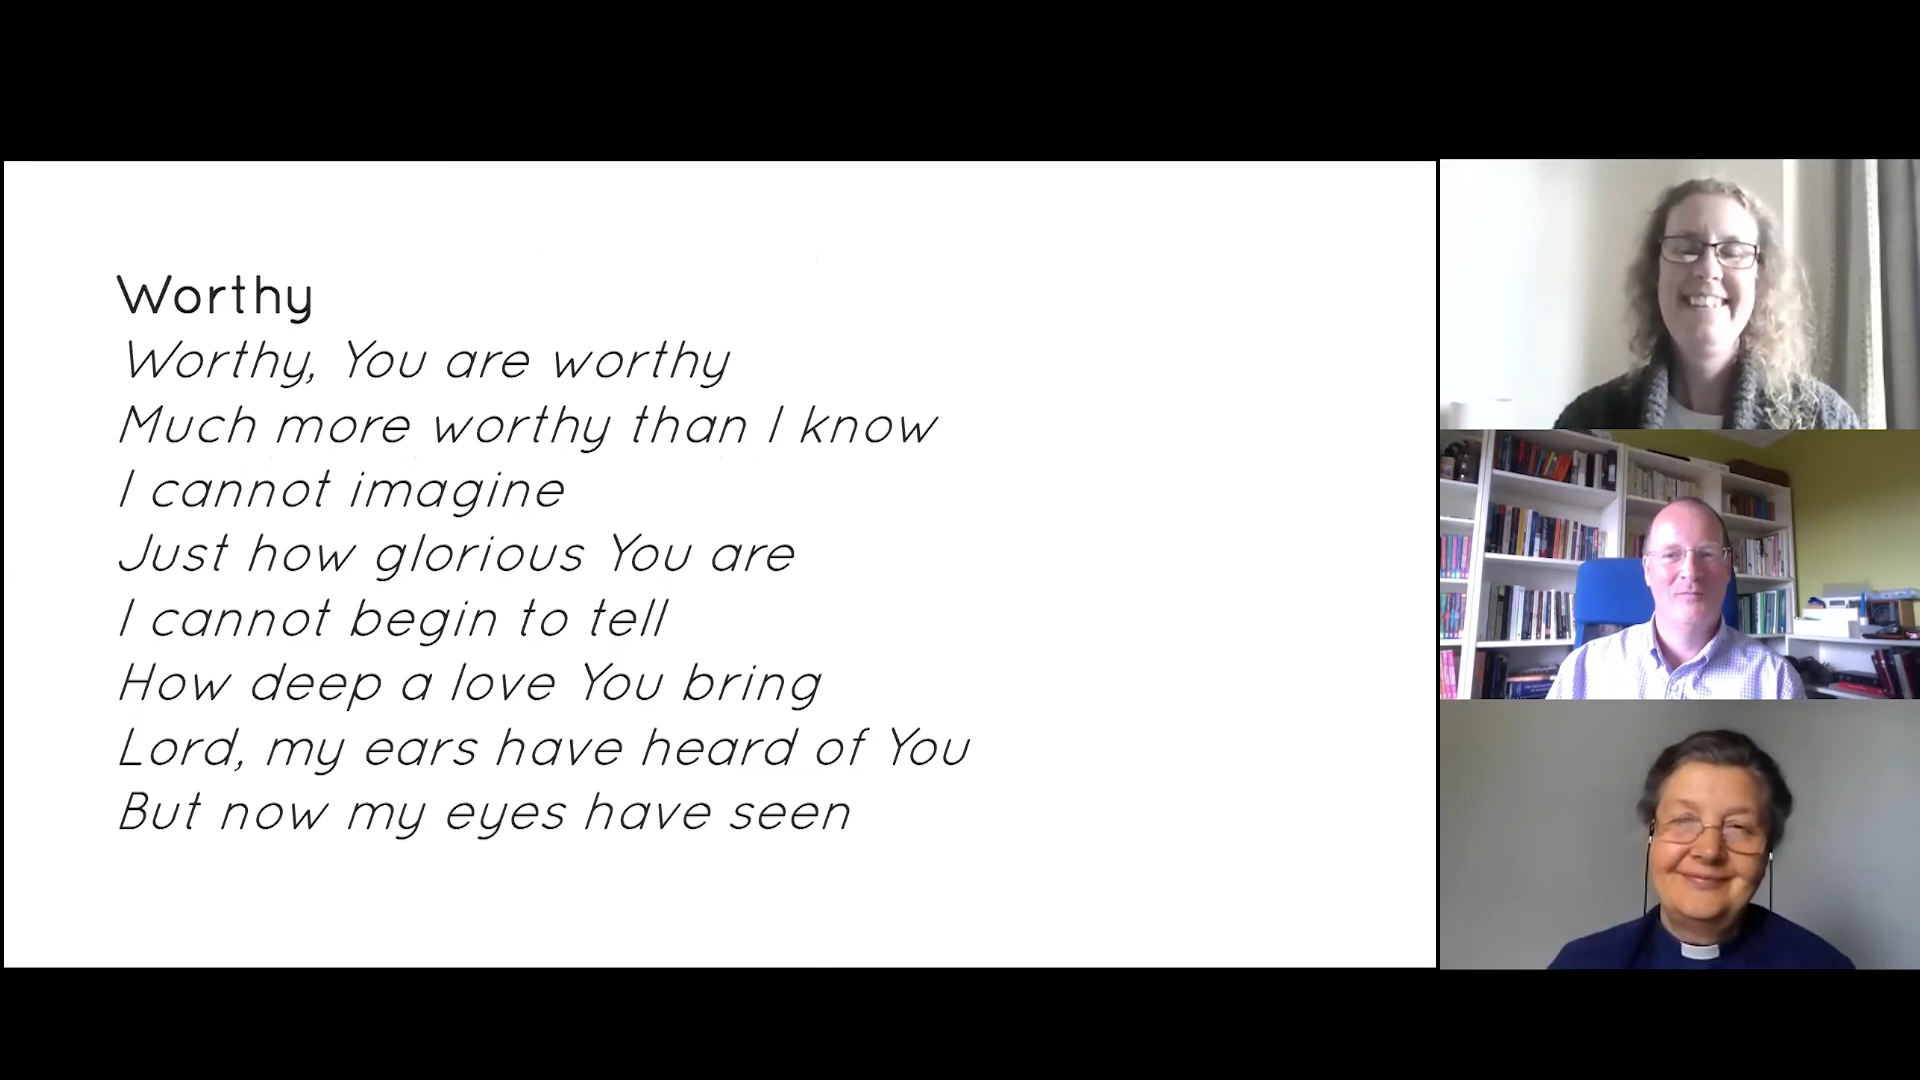 Worthy
Worthy, You are worthy
Much more worthy than I know
I cannot imagine
Just how glorious You are
I cannot begin to tell
How deep a love You bring
Lord, my ears have heard of You
But now my eyes have seen